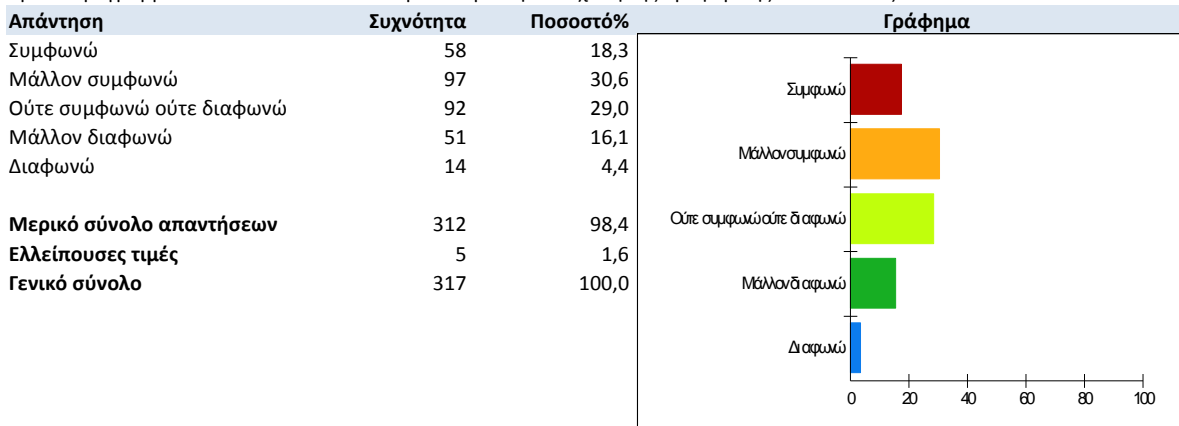 Απάντηση Συχνότητα Ποσοστό% Γράφημα
Συμφωνώ 58 18,3
Μάλλον συμφωνώ 97 30,6
Ούτε συμφωνώ ούτε διαφωνώ 92 29,0
Μάλλον διαφωνώ 51 16,1
Διαφωνώ 14 4,4
Μερικό σύνολο απαντήσεων 312 98,4
Ελλείπουσες τιμές 5 1,6
Γενικό σύνολο 317 100,0
Συμφωνώ
Μάλλον συμφωνώ
Ούτε συμφωνώ ούτε διαφωνώ
Μάλλον διαφωνώ
Διαφωνώ
0 20 40 60 80 100